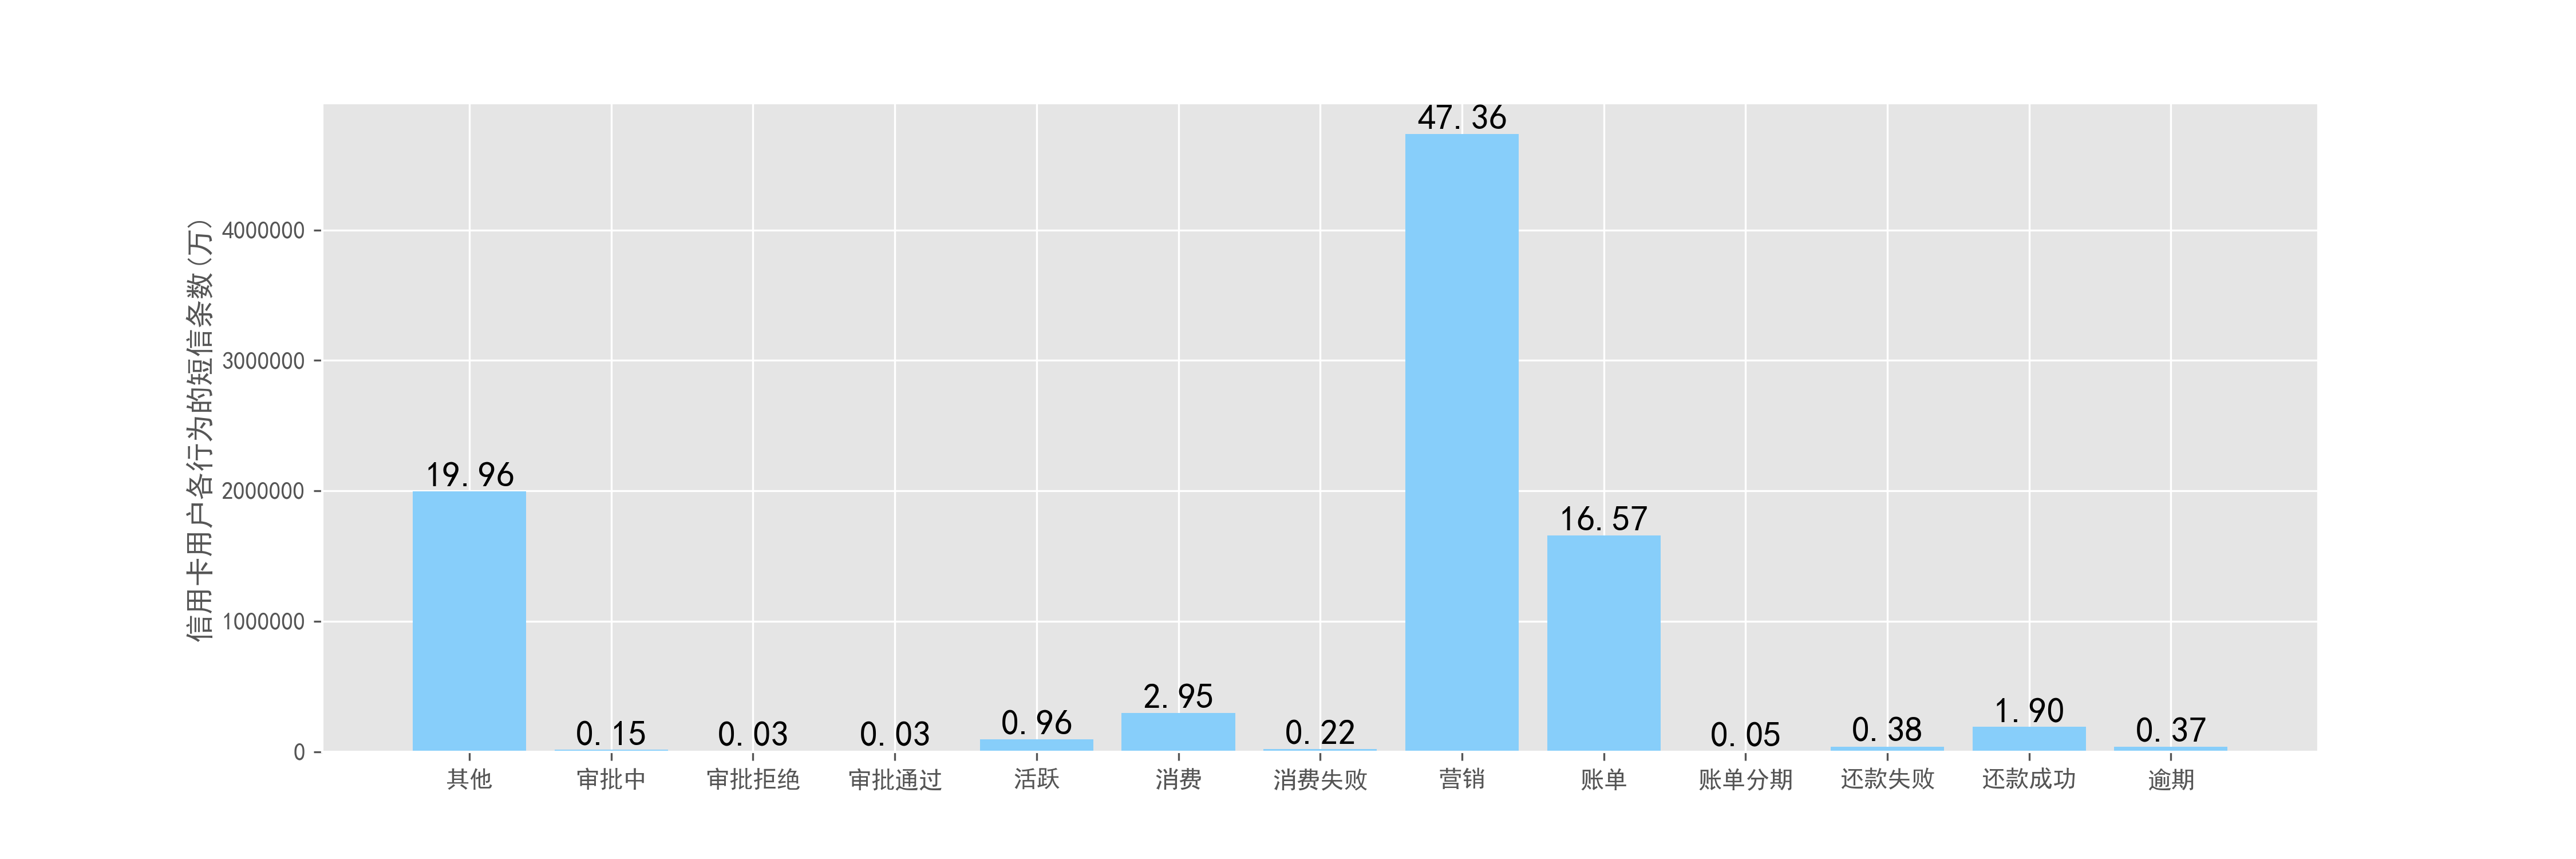 信用卡用户各行为的短信条数(万)
4000000
3000000
2000000
1000000
0
19.96
0.15
0.03
0.03
0.96
2.95
0.22
47.36
16.57
0.05
0.38
1.90
0.37
其他
审批中
审批拒绝
审批通过
活跃
消费
消费失败
营销
账单
账单分期
还款失败
还款成功
逾期